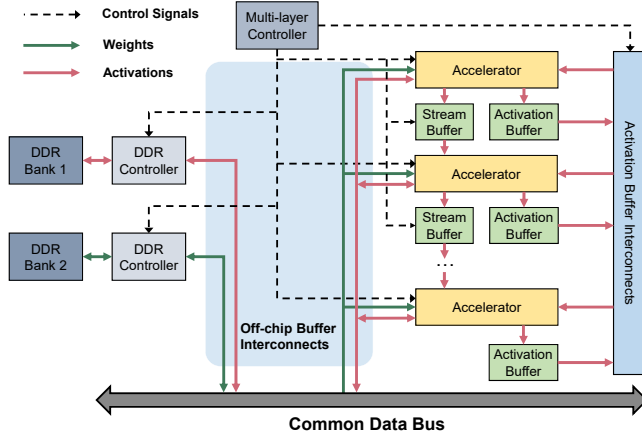 Control Signals
Weights
Activations
Multi-layer
Controller
Accelerator
Stream
Buffer
Activation
Buffer
DDR
Bank 1
DDR
Controller
Accelerator
Stream
Buffer
Activation
Buffer
DDR
Bank 2
DDR
Controller
...
Accelerator
Off-chip Buffer
Interconnects
Activation
Buffer
Activation Buffer Interconnects
Common Data Bus